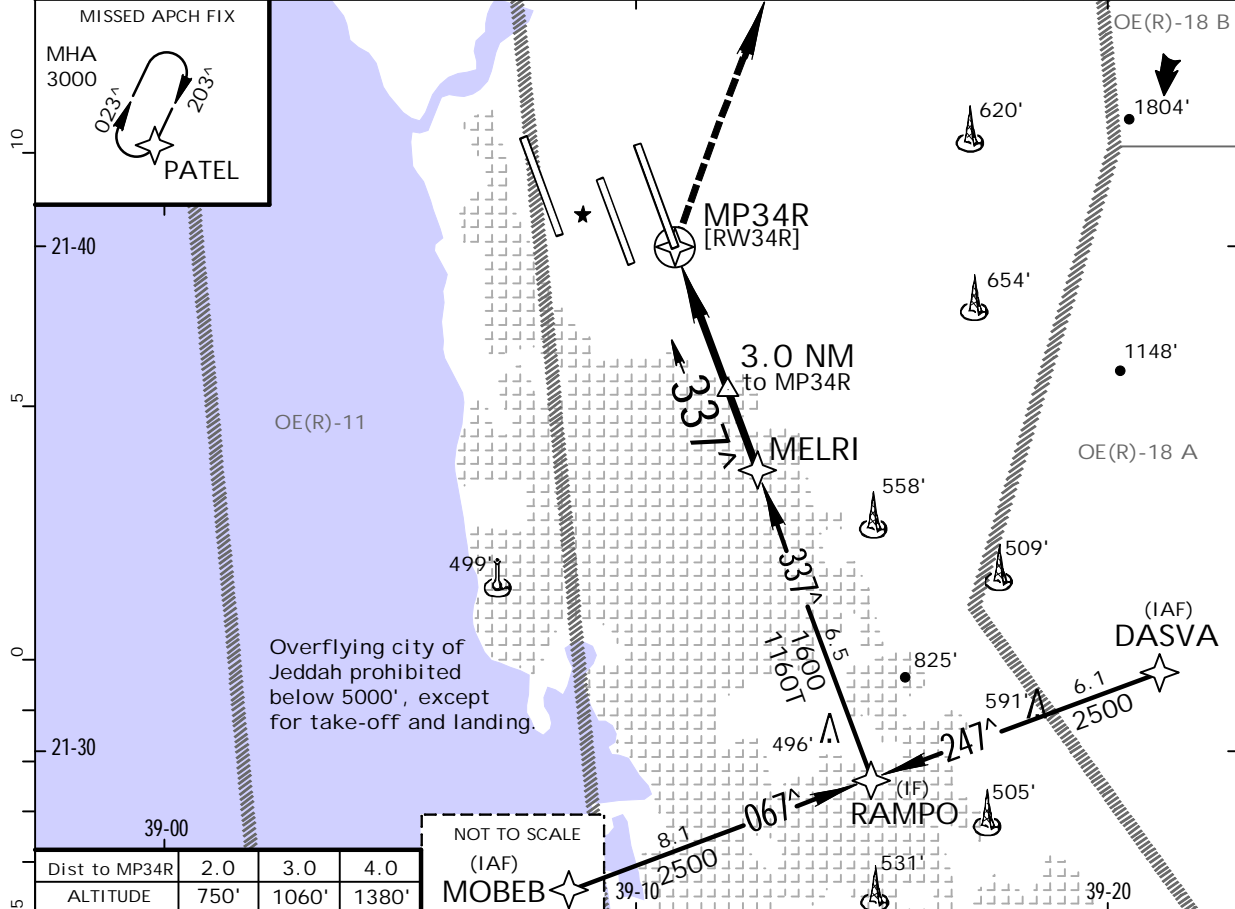 MISSED APCH FIX
MHA
3000
023^
203^
PATEL
OE(R)-18 B
1804'
620'
10
MP34R
[RW34R]
21-40
654'
3.0 NM
to MP34R
1148'
5
337^
OE(R)-11
MELRI
OE(R)-18 A
558'
509'
499'
337^
(IAF)
DASVA
Overflying city of
Jeddah prohibited
below 5000', except
for take-off and landing.
0
6.5
1600
1160T
825'
6.1
2500
591'
247^
496'
21-30
(IF)
RAMPO
067^
505'
39-00
NOT TO SCALE
(IAF)
MOBEB
8.1
2500
531'
39-10
39-20
5
Dist to MP34R 2.0 3.0 4.0
ALTITUDE 750' 1060' 1380'